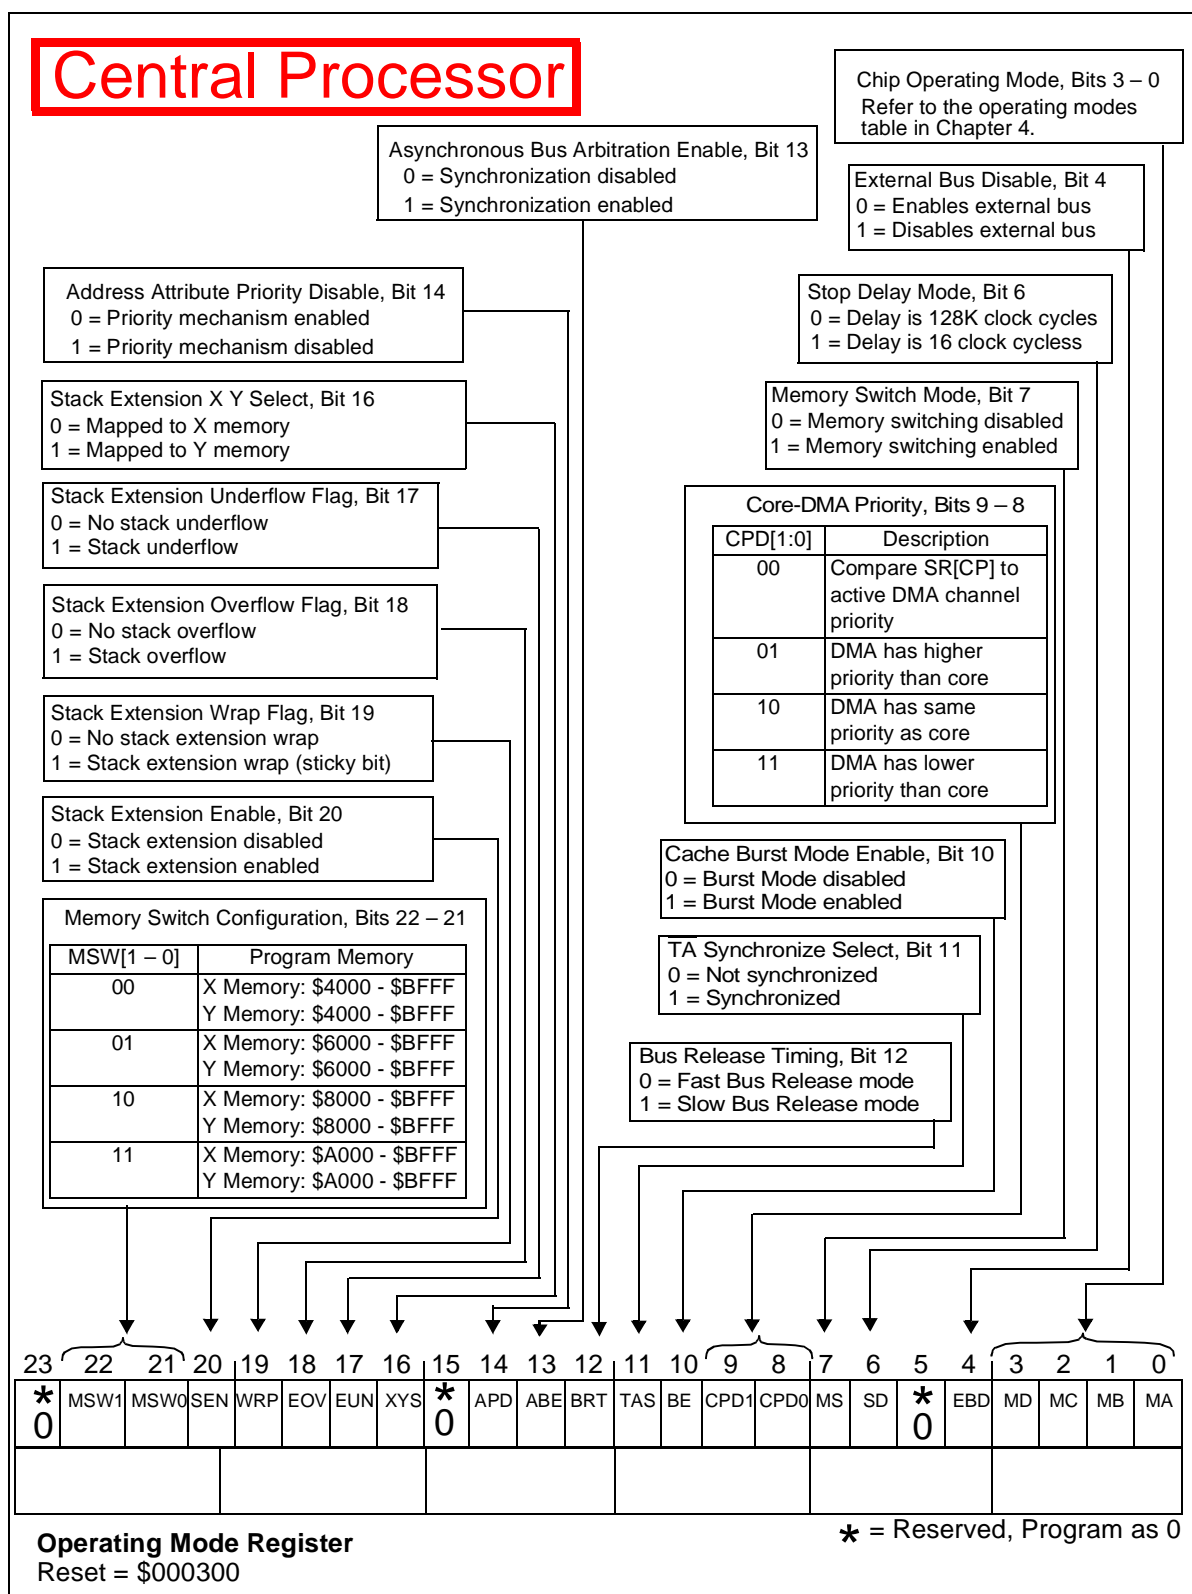 Central Processor
Chip Operating Mode, Bits 3 – 0
Refer to the operating modes
table in Chapter 4.
Asynchronous Bus Arbitration Enable, Bit 13
0 = Synchronization disabled
1 = Synchronization enabled
External Bus Disable, Bit 4
0 = Enables external bus
1 = Disables external bus
Address Attribute Priority Disable, Bit 14
0 = Priority mechanism enabled
1 = Priority mechanism disabled
Stop Delay Mode, Bit 6
0 = Delay is 128K clock cycles
1 = Delay is 16 clock cycless
Stack Extension X Y Select, Bit 16
0 = Mapped to X memory
1 = Mapped to Y memory
Memory Switch Mode, Bit 7
0 = Memory switching disabled
1 = Memory switching enabled
Stack Extension Underflow Flag, Bit 17
0 = No stack underflow
1 = Stack underflow
Core-DMA Priority, Bits 9 – 8
CPD[1:0] Description
00 Compare SR[CP] to
active DMA channel
priority
01 DMA has higher
priority than core
10 DMA has same
priority as core
11 DMA has lower
priority than core
Stack Extension Overflow Flag, Bit 18
0 = No stack overflow
1 = Stack overflow
Stack Extension Wrap Flag, Bit 19
0 = No stack extension wrap
1 = Stack extension wrap (sticky bit)
Stack Extension Enable, Bit 20
0 = Stack extension disabled
1 = Stack extension enabled
Cache Burst Mode Enable, Bit 10
0 = Burst Mode disabled
1 = Burst Mode enabled
Memory Switch Configuration, Bits 22 – 21
MSW[1 – 0] Program Memory
00 X Memory: $4000 - $BFFF
Y Memory: $4000 - $BFFF
01 X Memory: $6000 - $BFFF
Y Memory: $6000 - $BFFF
10 X Memory: $8000 - $BFFF
Y Memory: $8000 - $BFFF
11 X Memory: $A000 - $BFFF
Y Memory: $A000 - $BFFF
TA Synchronize Select, Bit 11
0 = Not synchronized
1 = Synchronized
Bus Release Timing, Bit 12
0 = Fast Bus Release mode
1 = Slow Bus Release mode
23 22 21 20 19 18 17 16 15 14 13 12 11 10 9 8 7 6 5 4 3 2 1 0
* MSW1 MSW0 SEN WRP EOV EUN XYS * APD ABE BRT TAS BE CPD1 CPD0 MS SD * EBD MD MC MB MA
0 0 0
* = Reserved, Program as 0
Operating Mode Register
Reset = $000300